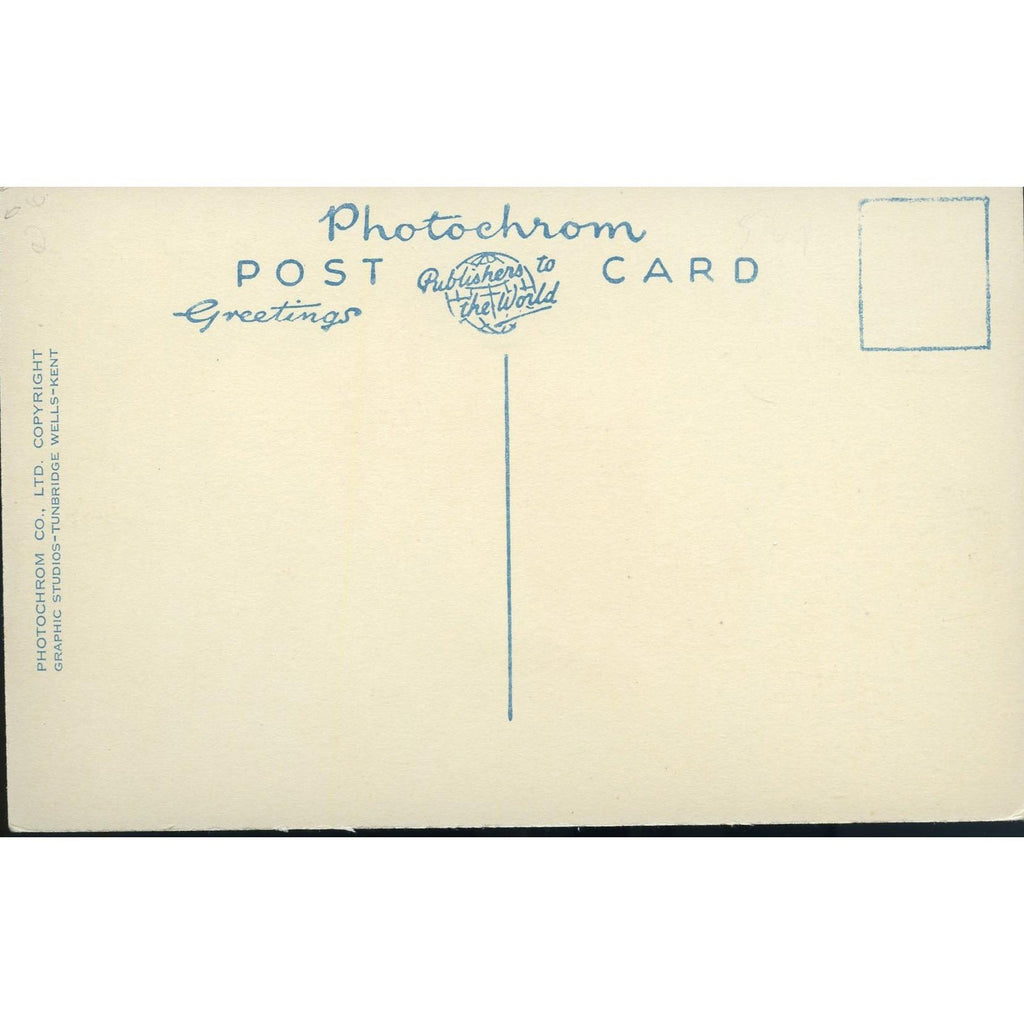 Photochrom
POST CARD
Publishers to
the World
Greetings
PHOTOCHROM CO., LTD. COPYRIGHT
GRAPHIC STUDIOS-TUNBRIDGE WELLS-KENT